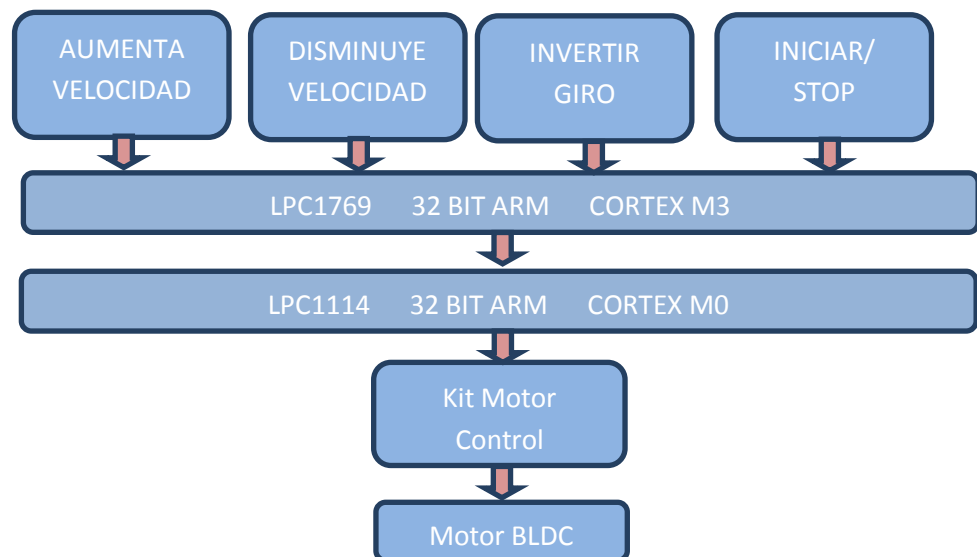 AUMENTA
VELOCIDAD
DISMINUYE
VELOCIDAD
INVERTIR
GIRO
INICIAR/
STOP
LPC1769 32 BIT ARM CORTEX M3
LPC1114 32 BIT ARM CORTEX M0
Kit Motor
Control
Motor BLDC